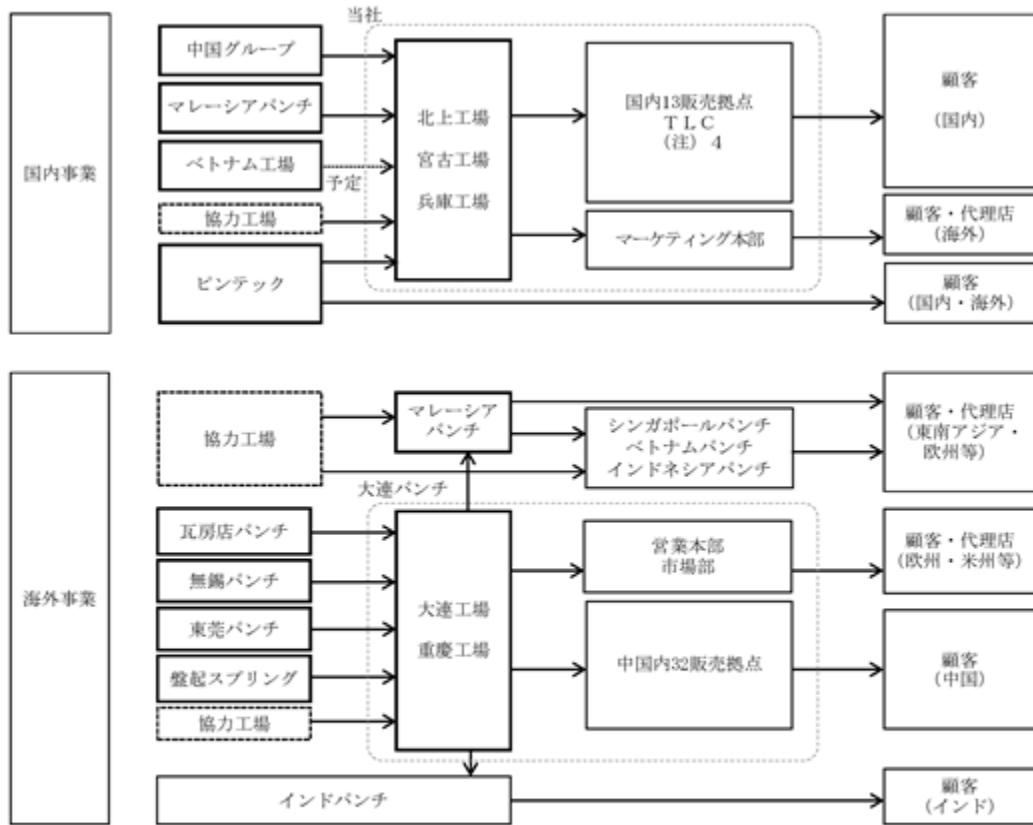 当社
国内事業
中国グループ
マレーシアパンチ
ベトナム工場
予定
協力工場
ピンテック
北上工場
宮古工場
兵庫工場
国内13販売拠点
ＴＬＣ
(注) 4
マーケティング本部
顧客
(国内)
顧客・代理店
(海外)
顧客
(国内・海外)
海外事業
協力工場
マレーシア
パンチ
シンガポールパンチ
ベトナムパンチ
インドネシアパンチ
顧客・代理店
(東南アジア・
欧州等)
大連パンチ
瓦房店パンチ
無錫パンチ
東莞パンチ
盤起スプリング
協力工場
大連工場
重慶工場
営業本部
市場部
中国内32販売拠点
顧客・代理店
(欧州・米州等)
顧客
(中国)
インドパンチ
顧客
(インド)